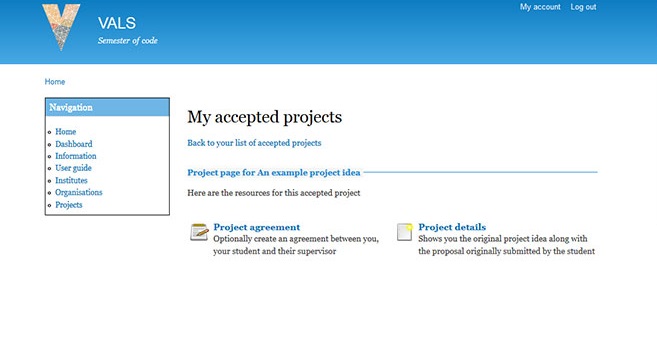 VALS
Semester of code
My account Log out
Home
Navigation
Home
Dashboard
Information
User guide
Institutes
Organisations
Projects
My accepted projects
Back to your list of accepted projects
Project page for An example project idea
Here are the resources for this accepted project
Project agreement
Optionally create an agreement between you,
your student and their supervisor
Project details
Shows you the original project idea along with
the proposal originally submitted by the student